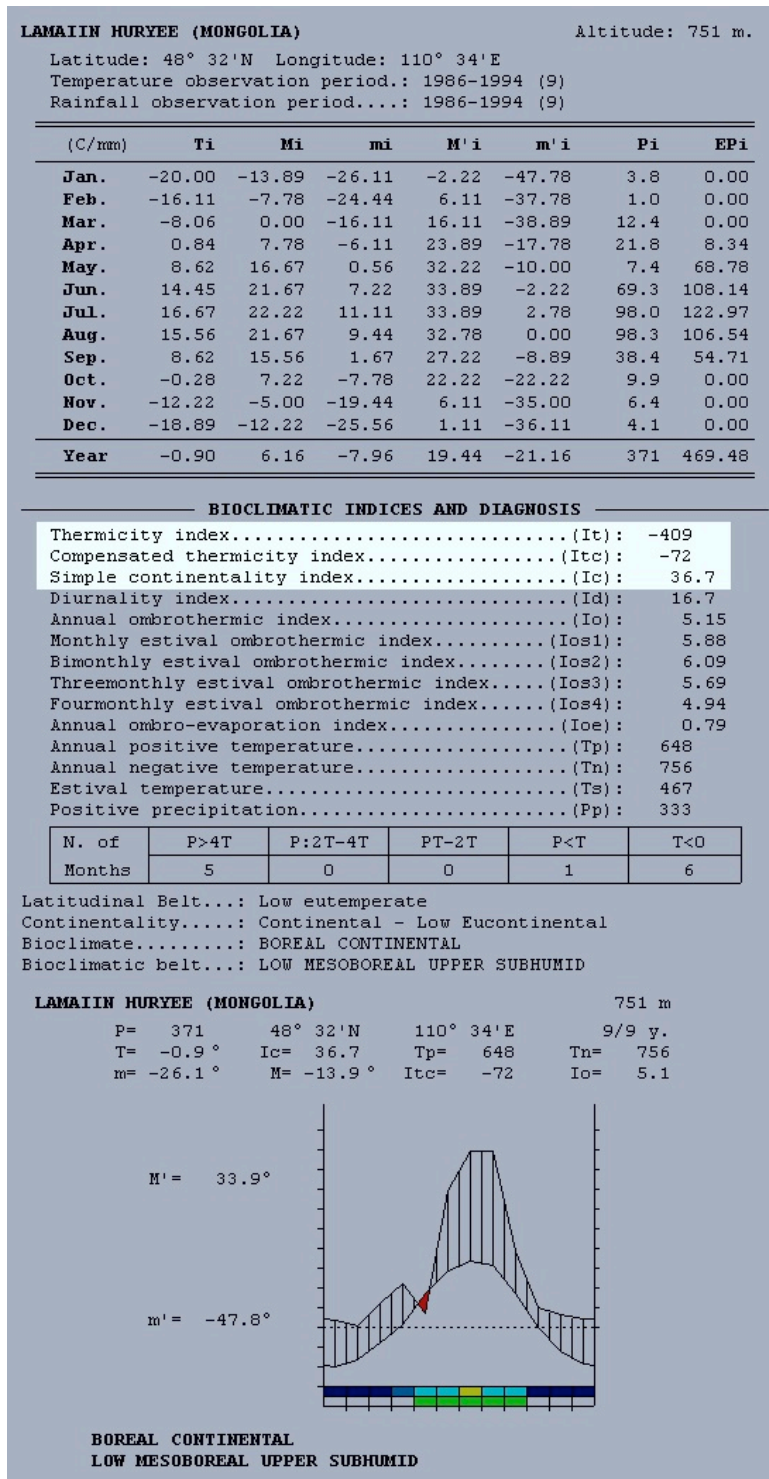 LAMAIIN HURYEE (MONGOLIA) Altitude: 751 m.
Latitude: 48° 32'N Longitude: 110° 34'E
Temperature observation period.: 1986-1994 (9)
Rainfall observation period....: 1986-1994 (9)
(C/mm) Ti Mi mi M'i m'i Pi EPi
Jan. -20.00 -13.89 -26.11 -2.22 -47.78 3.8 0.00
Feb. -16.11 -7.78 -24.44 6.11 -37.78 1.0 0.00
Mar. -8.06 0.00 -16.11 16.11 -38.89 12.4 0.00
Apr. 0.84 7.78 -6.11 23.89 -17.78 21.8 8.34
May. 8.62 16.67 0.56 32.22 -10.00 7.4 68.78
Jun. 14.45 21.67 7.22 33.89 -2.22 69.3 108.14
Jul. 16.67 22.22 11.11 33.89 2.78 98.0 122.97
Aug. 15.56 21.67 9.44 32.78 0.00 98.3 106.54
Sep. 8.62 15.56 1.67 27.22 -8.89 38.4 54.71
Oct. -0.28 7.22 -7.78 22.22 -22.22 9.9 0.00
Nov. -12.22 -5.00 -19.44 6.11 -35.00 6.4 0.00
Dec. -18.89 -12.22 -25.56 1.11 -36.11 4.1 0.00
Year -0.90 6.16 -7.96 19.44 -21.16 371 469.48
BIOCLIMATIC INDICES AND DIAGNOSIS
Thermicity index................................(It): -409
Compensated thermicity index..................(Itc): -72
Simple continentality index....................(Ic): 36.7
Diurnality index................................(Id): 16.7
Annual ombrothermic index......................(Io): 5.15
Monthly estival ombrothermic index..........(Ios1): 5.88
Bimonthly estival ombrothermic index........(Ios2): 6.09
Threemonthly estival ombrothermic index.....(Ios3): 5.69
Fourmonthly estival ombrothermic index......(Ios4): 4.94
Annual ombro-evaporation index................(Ioe): 0.79
Annual positive temperature....................(Tp): 648
Annual negative temperature....................(Tn): 756
Estival temperature.............................(Ts): 467
Positive precipitation..........................(Pp): 333
N. of P>4T P:2T-4T PT-2T P<T T<0
Months 5 0 0 1 6
Latitudinal Belt...: Low eutemperate
Continentality.....: Continental - Low Eucontinental
Bioclimate.........: BOREAL CONTINENTAL
Bioclimatic belt...: LOW MESOBOREAL UPPER SUBHUMID
LAMAIIN HURYEE (MONGOLIA) 751 m
P= 371 48° 32'N 110° 34'E 9/9 y.
T= -0.9° Ic= 36.7 Tp= 648 Tn= 756
m= -26.1° M= -13.9° Itc= -72 Io= 5.1
M'= 33.9°
m'= -47.8°
BOREAL CONTINENTAL
LOW MESOBOREAL UPPER SUBHUMID